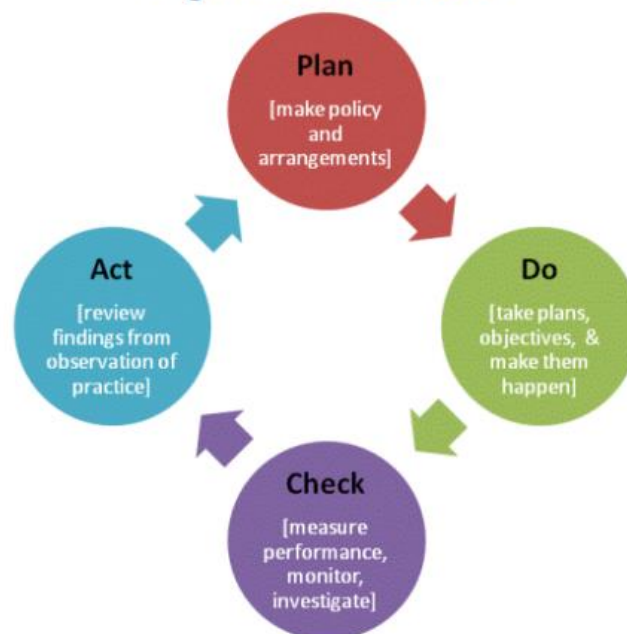 Plan
[make policy
and
arrangements]
Do
[take plans,
objectives, &
make them
happen]
Check
[measure
performance,
monitor,
investigate]
Act
[review
findings from
observation of
practice]